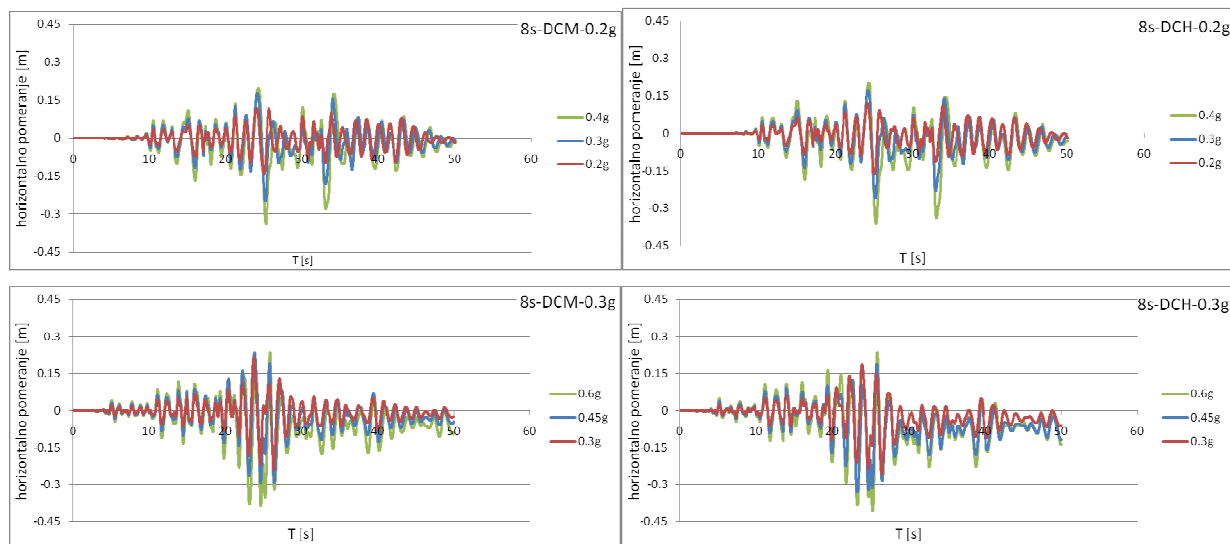 8s-DCM-0.2g
horizontalno pomeranje [m]
0.45
0.3
0.15
0
-0.15
-0.3
-0.45
0
10
20
30
40
50
60
T [s]
0.4g
0.3g
0.2g
8s-DCH-0.2g
horizontalno pomeranje [m]
0.45
0.3
0.15
0
-0.15
-0.3
-0.45
0
10
20
30
40
50
60
T [s]
0.4g
0.3g
0.2g
8s-DCM-0.3g
horizontalno pomeranje [m]
0.45
0.3
0.15
0
-0.15
-0.3
-0.45
0
10
20
30
40
50
60
T [s]
0.6g
0.45g
0.3g
8s-DCH-0.3g
horizontalno pomeranje [m]
0.45
0.3
0.15
0
-0.15
-0.3
-0.45
0
10
20
30
40
50
60
T [s]
0.6g
0.45g
0.3g